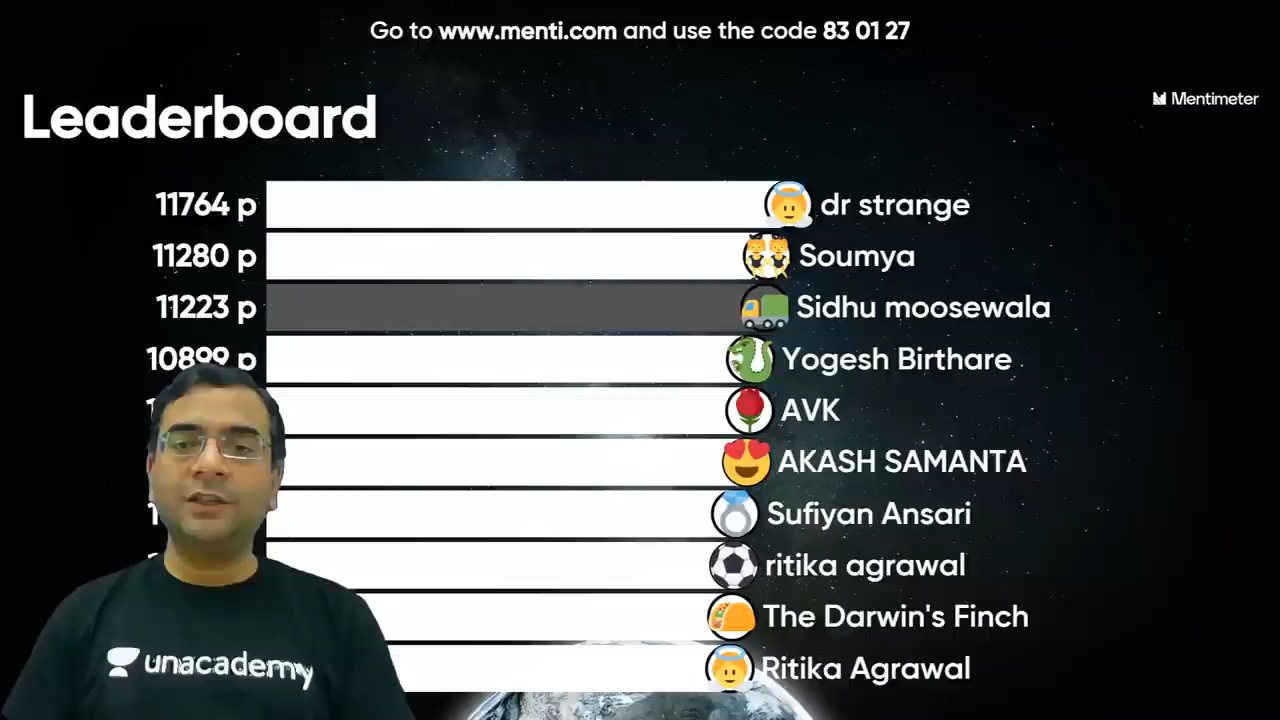 Go to www.menti.com and use the code 83 01 27
Leaderboard
Mentimeter
11764 p dr strange
11280 p Soumya
11223 p Sidhu moosewala
10899 p Yogesh Birthare
AVK
AKASH SAMANTA
Sufiyan Ansari
ritika agrawal
The Darwin's Finch
Ritika Agrawal
unacademy